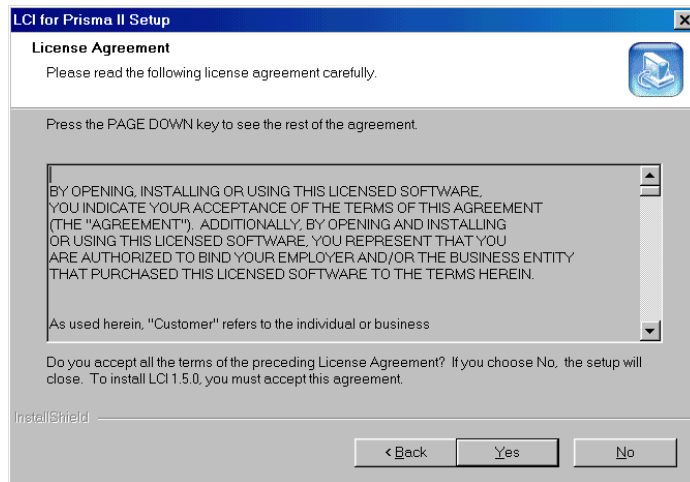 LCI for Prisma II Setup
License Agreement
Please read the following license agreement carefully.
Press the PAGE DOWN key to see the rest of the agreement.
BY OPENING, INSTALLING OR USING THIS LICENSED SOFTWARE,
YOU INDICATE YOUR ACCEPTANCE OF THE TERMS OF THIS AGREEMENT
(THE "AGREEMENT"). ADDITIONALLY, BY OPENING AND INSTALLING
OR USING THIS LICENSED SOFTWARE, YOU REPRESENT THAT YOU
ARE AUTHORIZED TO BIND YOUR EMPLOYER AND/OR THE BUSINESS ENTITY
THAT PURCHASED THIS LICENSED SOFTWARE TO THE TERMS HEREIN.
As used herein, "Customer" refers to the individual or business
Do you accept all the terms of the preceding License Agreement? If you choose No, the setup will
close. To install LCI 1.5.0, you must accept this agreement.
InstallShield
< Back Yes No